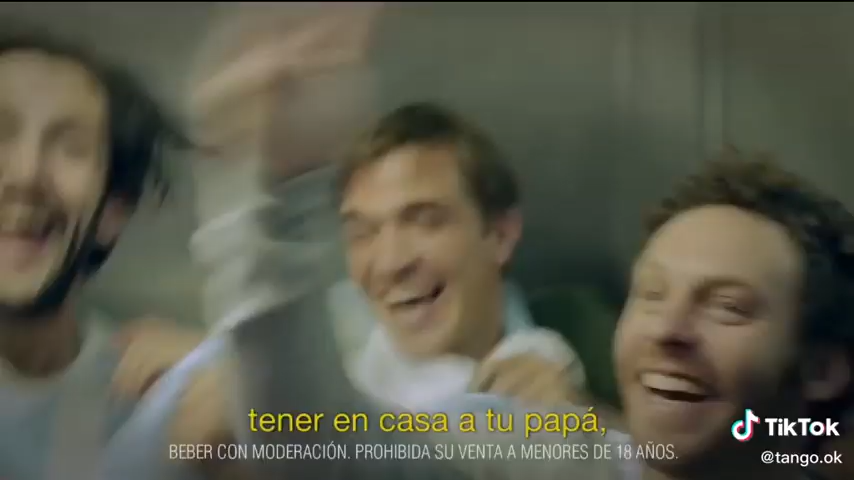 tener en casa a tu papá,
BEBER CON MODERACIÓN. PROHIBIDA SU VENTA A MENORES DE 18 AÑOS.
TikTok
@tango.ok